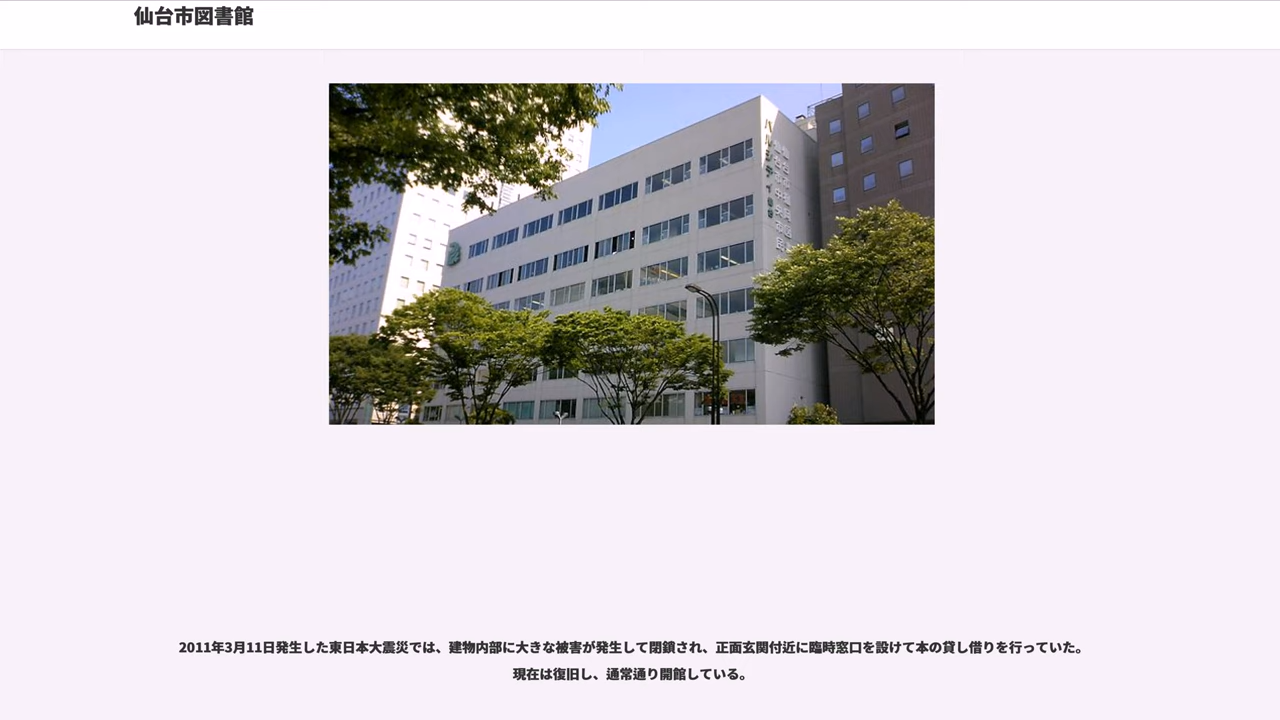 仙台市図書館
2011年3月11日発生した東日本大震災では、建物内部に大きな被害が発生して閉鎖され、正面玄関付近に臨時窓口を設けて本の貸し借りを行っていた。
現在は復旧し、通常通り開館している。